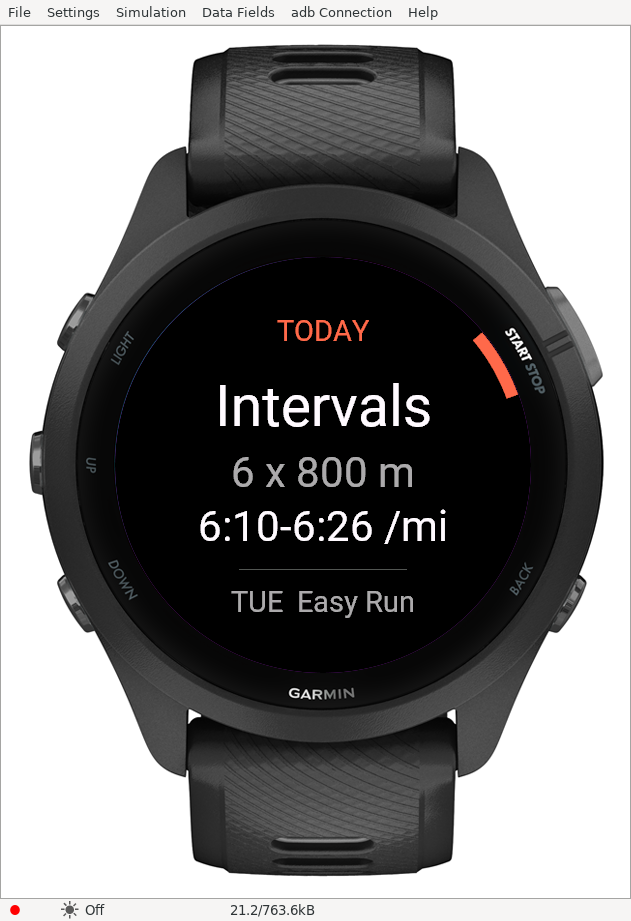 File Settings Simulation Data Fields adb Connection Help
START STOP
LIGHT
TODAY
Intervals
6 x 800 m
6:10-6:26 /mi
UP
TUE Easy Run
DOWN
BACK
GARMIN
Off 21.2/763.6kB